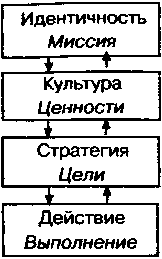 Идентичность
Миссия
Культура
Ценности
Стратегия
Цели
Действие
Выполнение